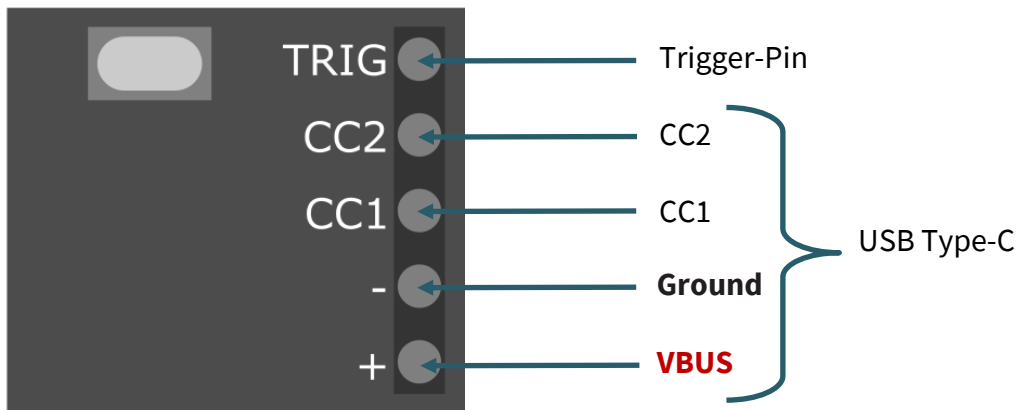 TRIG Trigger-Pin
CC2 CC2
CC1 CC1
USB Type-C
- Ground
+ VBUS